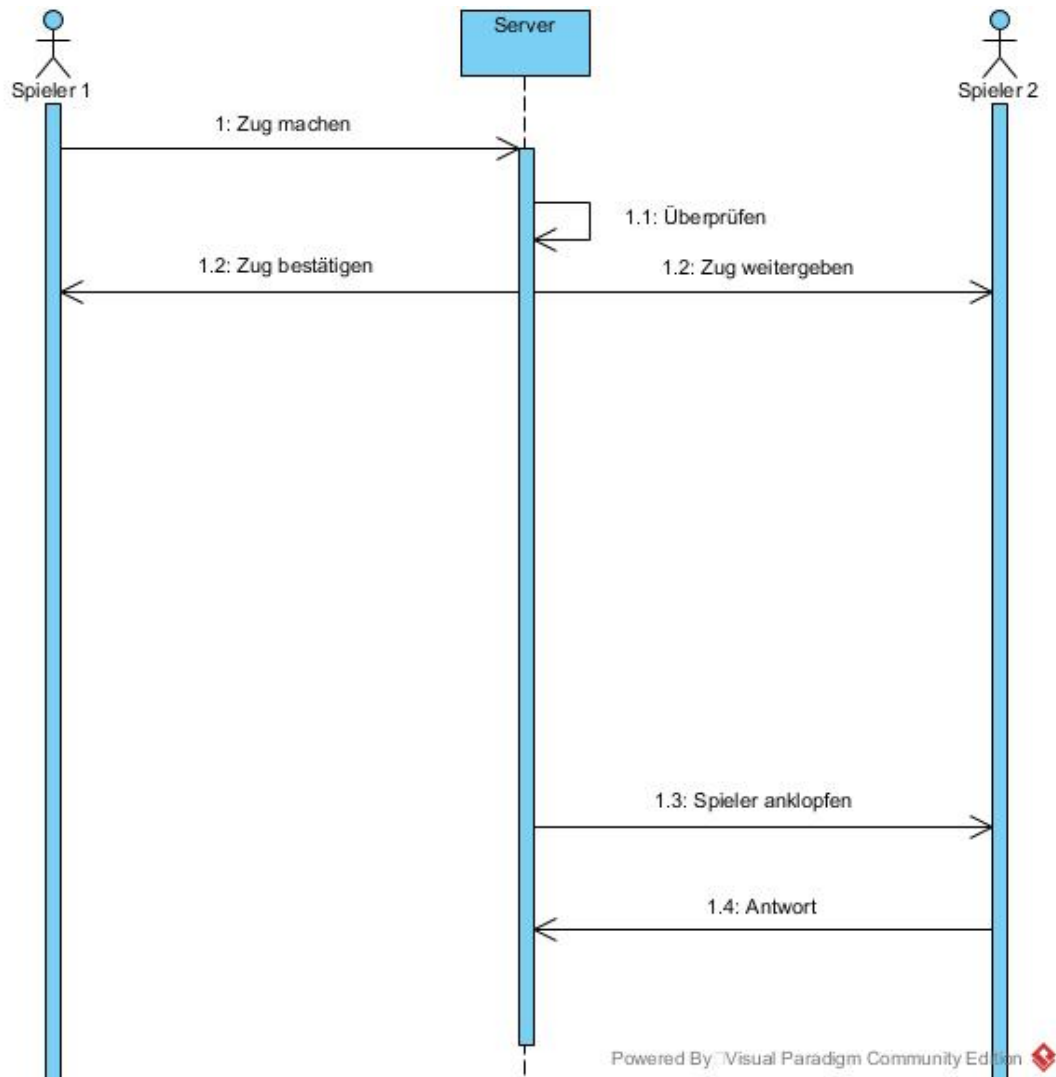 Server
Spieler 1
Spieler 2
1: Zug machen
1.1: Überprüfen
1.2: Zug bestätigen
1.2: Zug weitergeben
1.3: Spieler anklopfen
1.4: Antwort
Powered By Visual Paradigm Community Edition